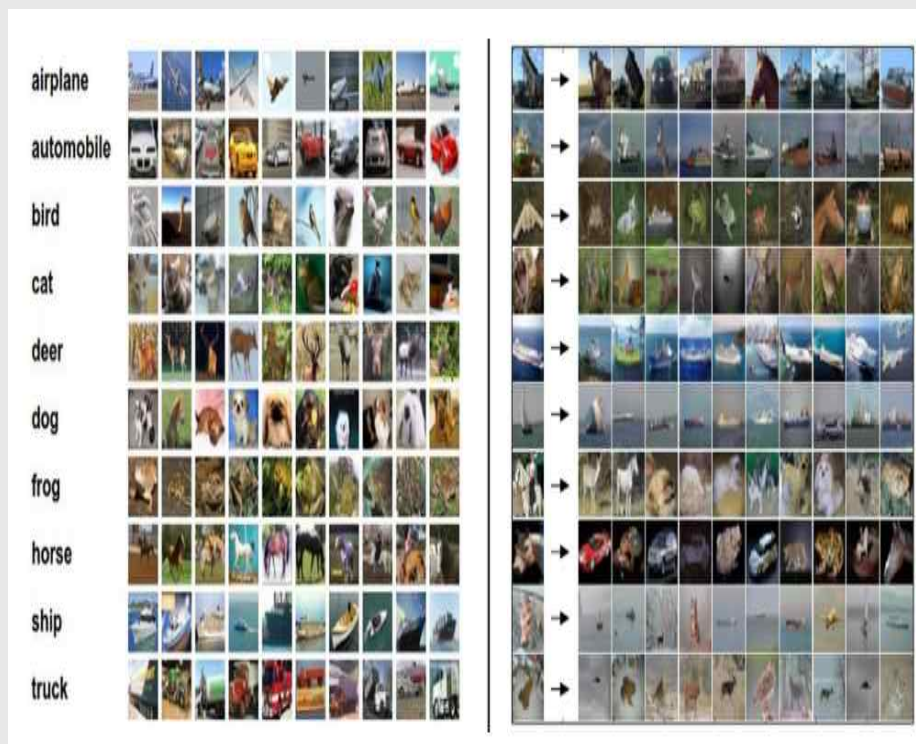 airplane
automobile
bird
cat
deer
dog
frog
horse
ship
truck